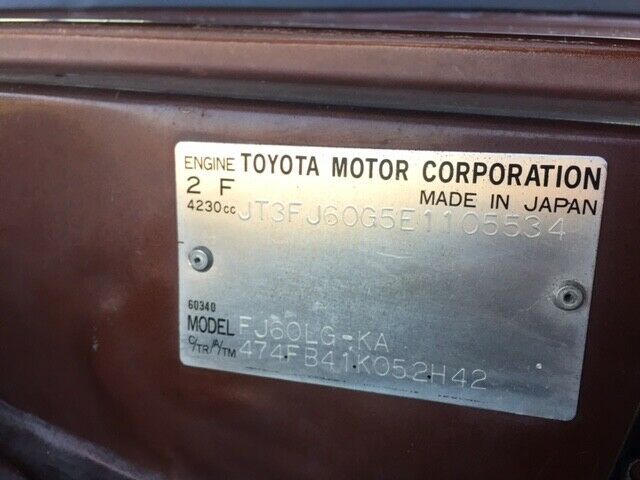 ENGINE TOYOTA MOTOR CORPORATION
2 F MADE IN JAPAN
4230cc JT3FJ60G5E1105534
60340
MODEL FJ60LG-KA
C/TR/A/TM 474FB41K052H42